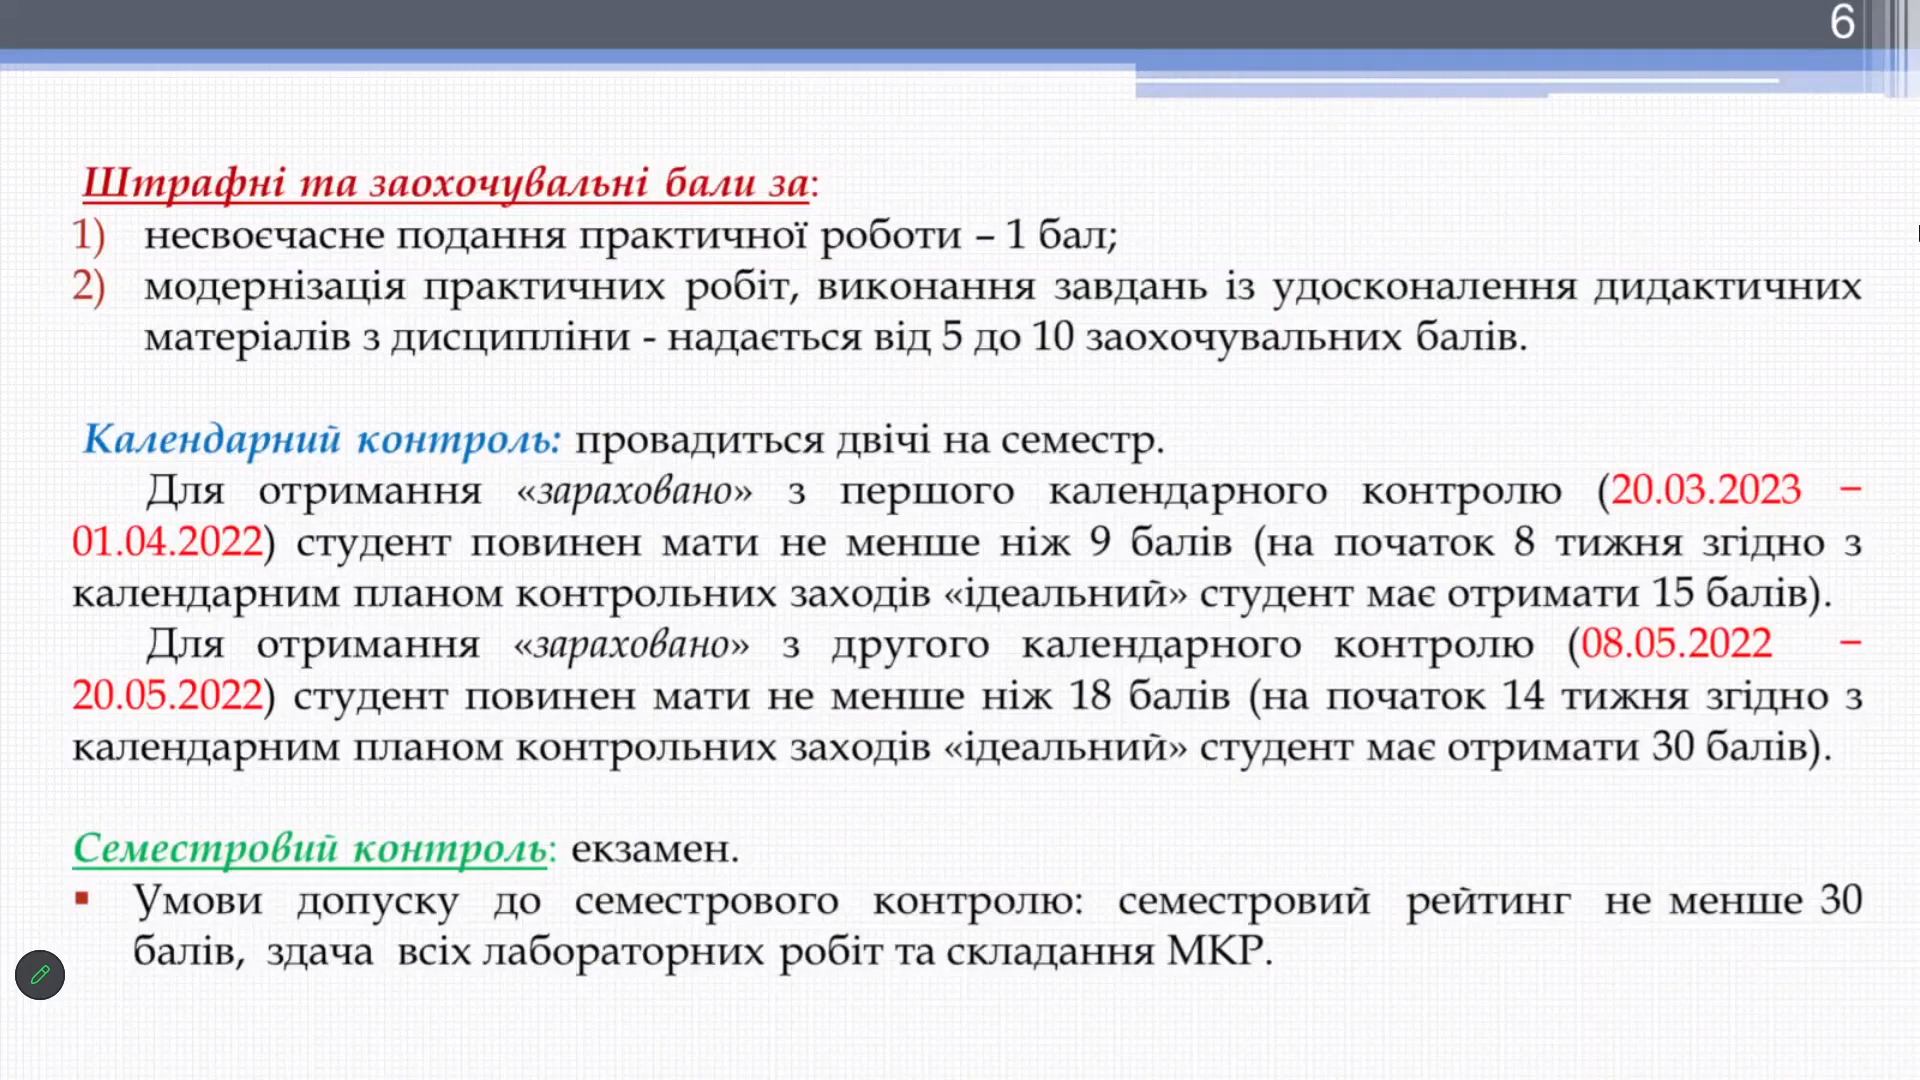 6
Штрафні та заохочувальні бали за:
1) несвоєчасне подання практичної роботи – 1 бал;
2) модернізація практичних робіт, виконання завдань із удосконалення дидактичних
матеріалів з дисципліни - надається від 5 до 10 заохочувальних балів.
Календарний контроль: провадиться двічі на семестр.
Для отримання «зараховано» з першого календарного контролю (20.03.2023 –
01.04.2022) студент повинен мати не менше ніж 9 балів (на початок 8 тижня згідно з
календарним планом контрольних заходів «ідеальний» студент має отримати 15 балів).
Для отримання «зараховано» з другого календарного контролю (08.05.2022 –
20.05.2022) студент повинен мати не менше ніж 18 балів (на початок 14 тижня згідно з
календарним планом контрольних заходів «ідеальний» студент має отримати 30 балів).
Семестровий контроль: екзамен.
▪ Умови допуску до семестрового контролю: семестровий рейтинг не менше 30
балів, здача всіх лабораторних робіт та складання МКР.